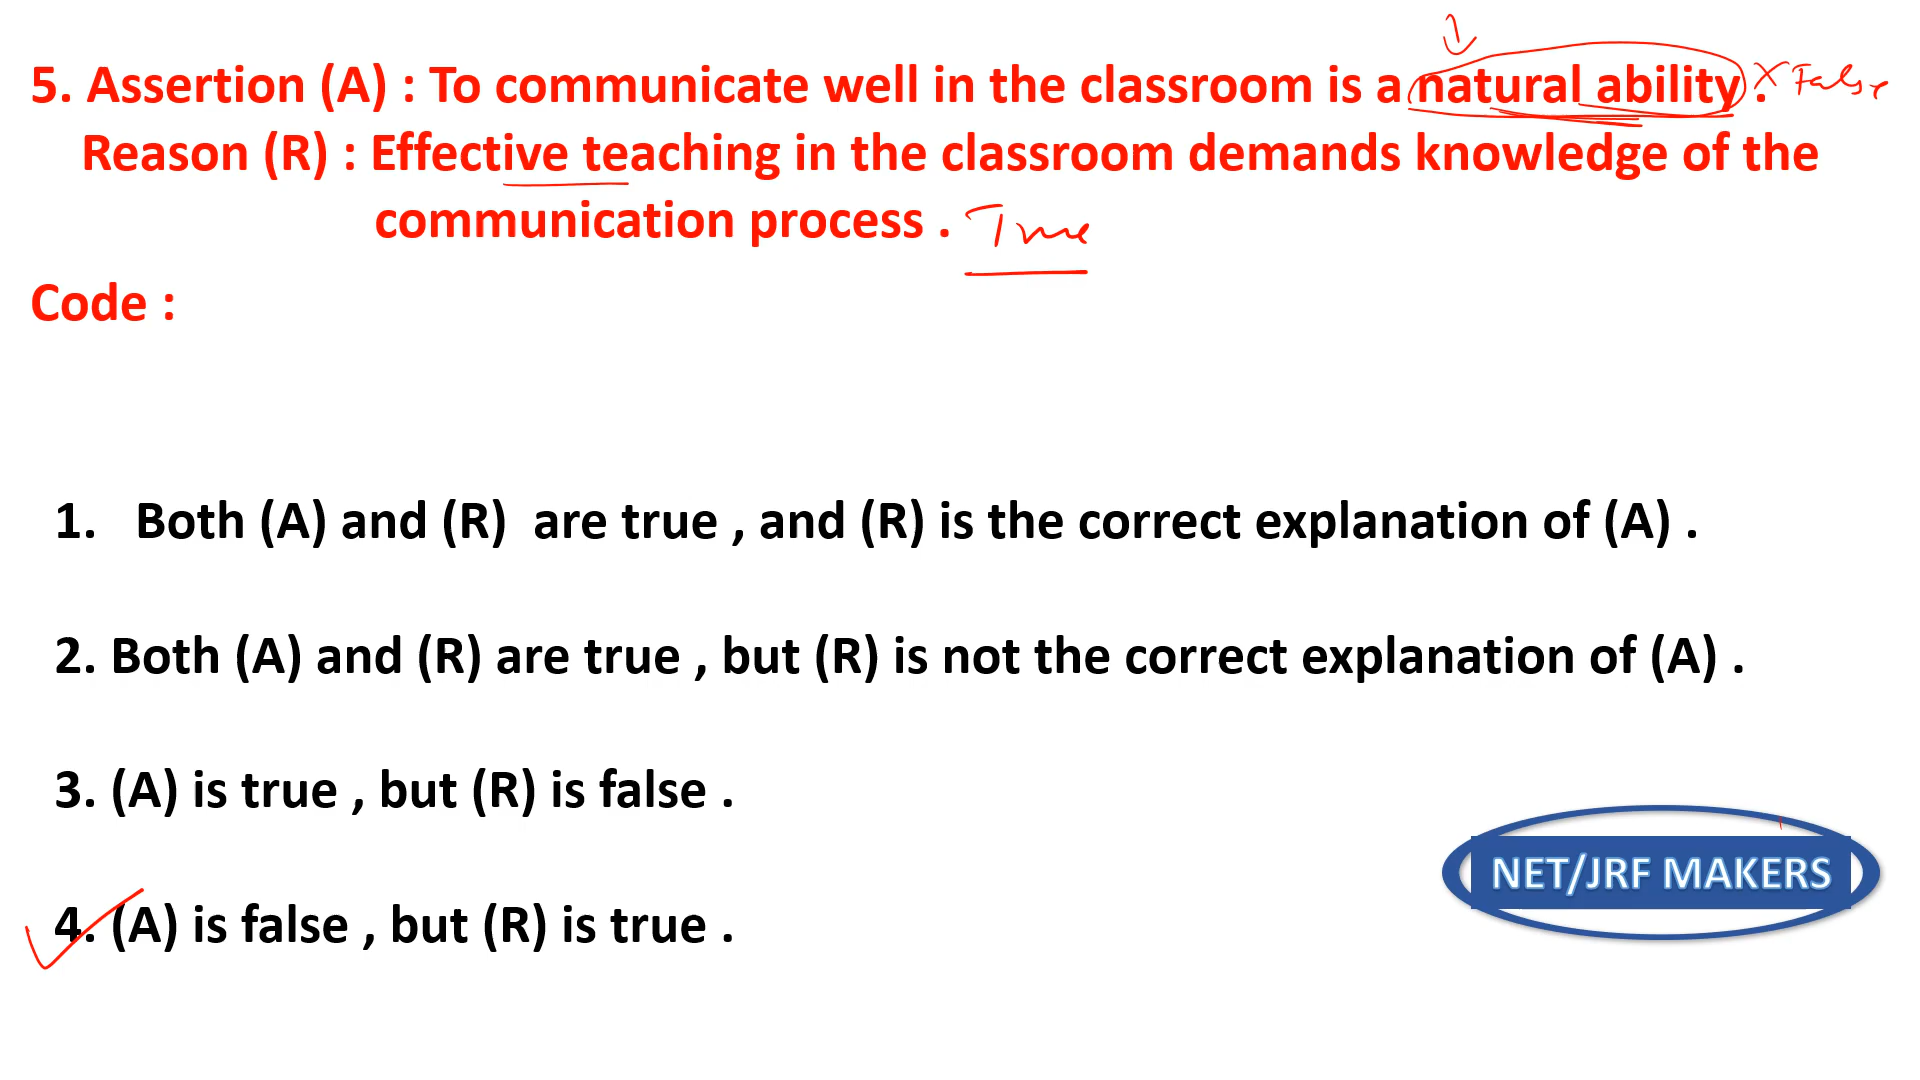 5. Assertion (A) : To communicate well in the classroom is a natural ability . X False
Reason (R) : Effective teaching in the classroom demands knowledge of the
communication process . True
Code :
1. Both (A) and (R) are true , and (R) is the correct explanation of (A) .
2. Both (A) and (R) are true , but (R) is not the correct explanation of (A) .
3. (A) is true , but (R) is false .
4. (A) is false , but (R) is true .
NET/JRF MAKERS